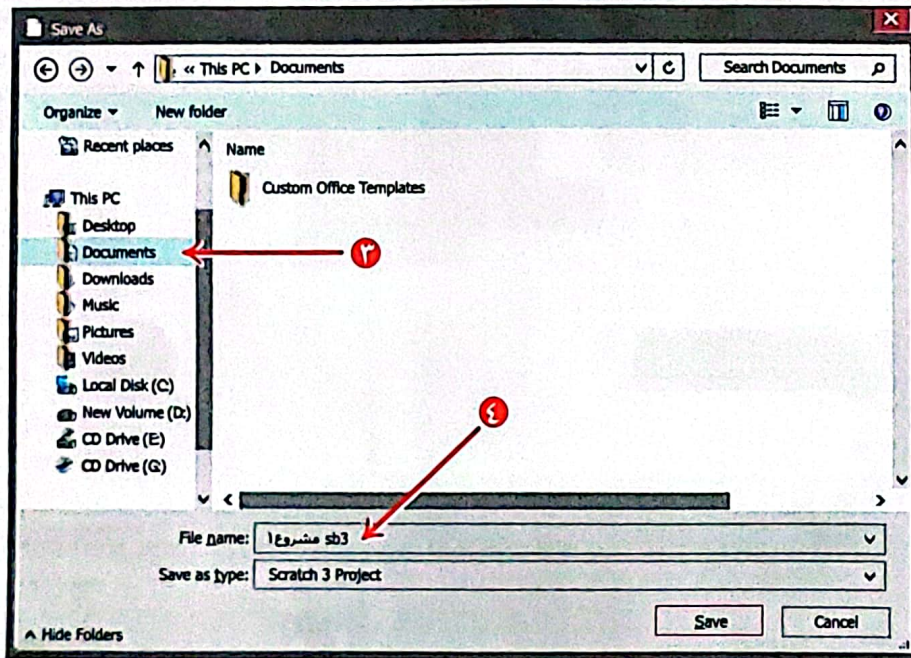 Save As
« This PC Documents
Search Documents
Organize
New folder
Recent places
This PC
Desktop
Documents
Downloads
Music
Pictures
Videos
Local Disk (C)
New Volume (D:)
CD Drive (E)
CD Drive (G)
Name
Custom Office Templates
٣
٤
File name: مشروع١ sb3
Save as type: Scratch 3 Project
Hide Folders
Save
Cancel